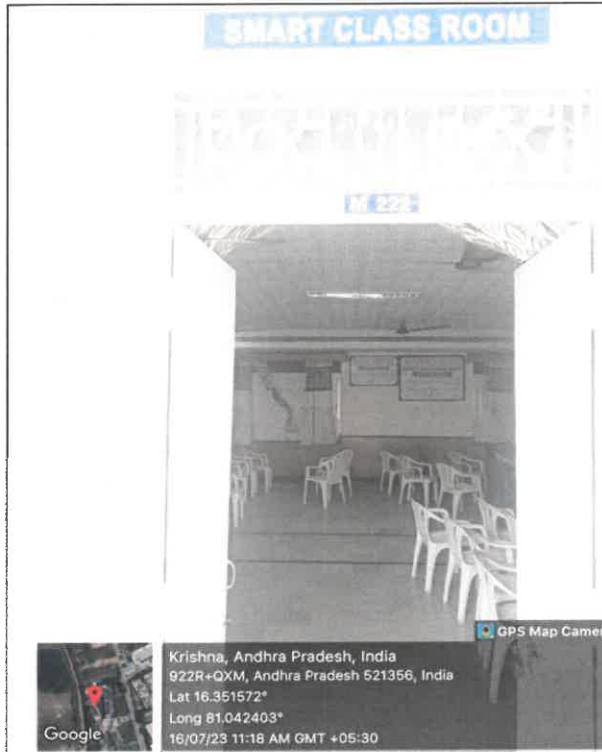 SMART CLASS ROOM
M 222
GPS Map Camer
Krishna, Andhra Pradesh, India
922R+QXM, Andhra Pradesh 521356, India
Lat 16.351572°
Long 81.042403°
16/07/23 11:18 AM GMT +05:30
Google